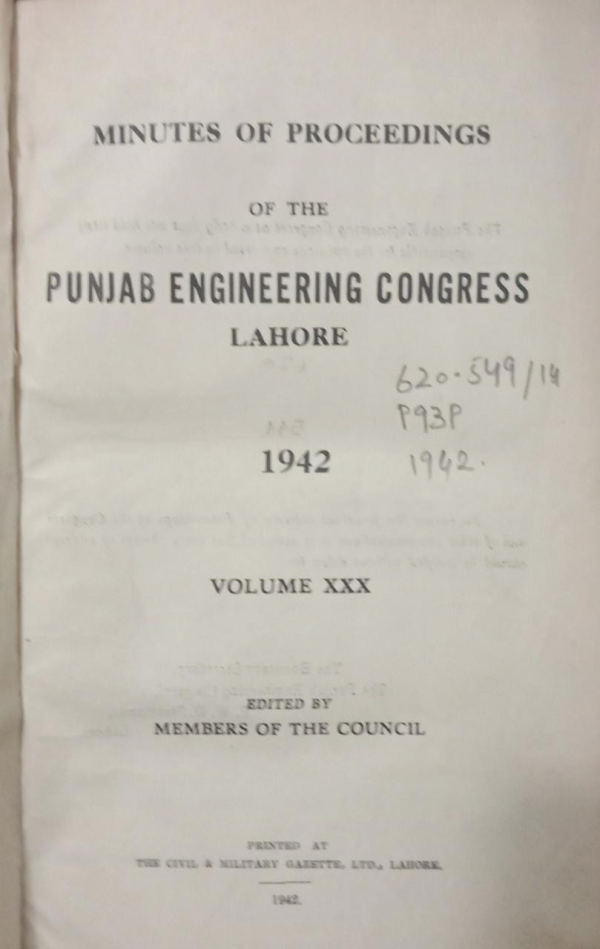 MINUTES OF PROCEEDINGS
OF THE
PUNJAB ENGINEERING CONGRESS
LAHORE
620.549/14
P93P
1942
1942.
VOLUME XXX
EDITED BY
MEMBERS OF THE COUNCIL
PRINTED AT
THE CIVIL & MILITARY GAZETTE, LTD., LAHORE.
1942.